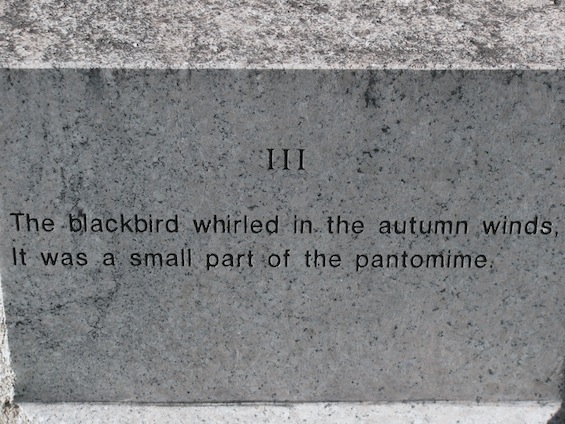 III
The blackbird whirled in the autumn winds,
It was a small part of the pantomime.